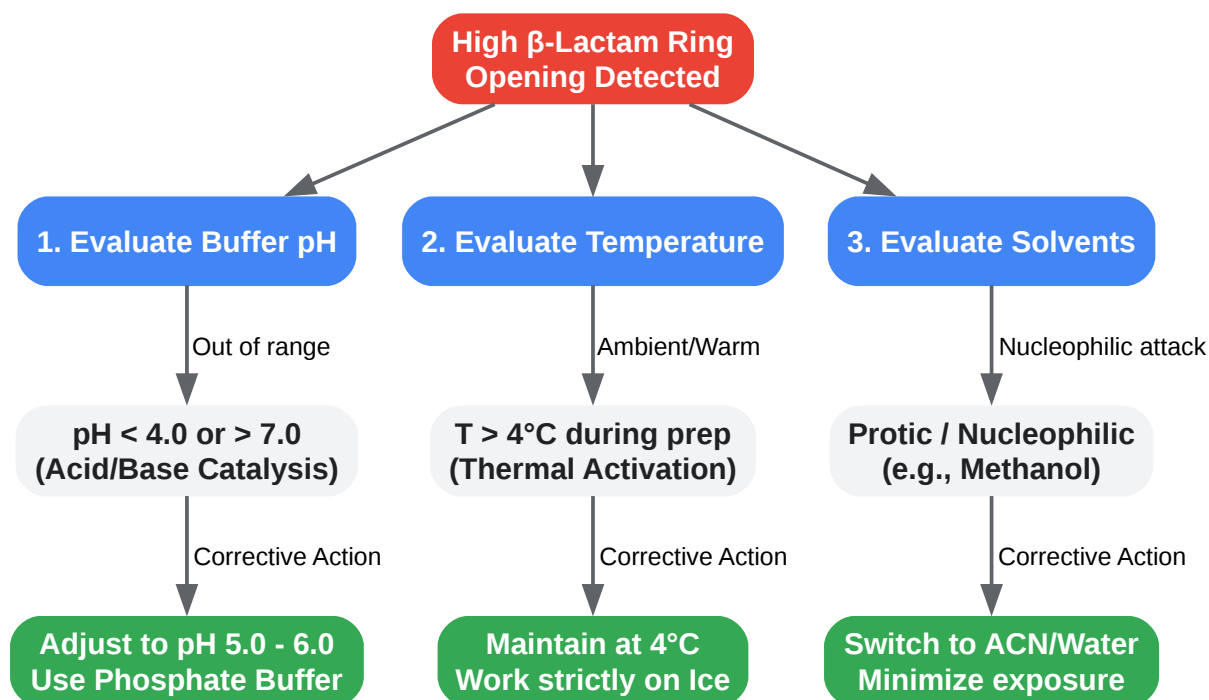 High β-Lactam Ring
Opening Detected
1. Evaluate Buffer pH
2. Evaluate Temperature
3. Evaluate Solvents
Out of range
Ambient/Warm
Nucleophilic attack
pH < 4.0 or > 7.0
(Acid/Base Catalysis)
T > 4°C during prep
(Thermal Activation)
Protic / Nucleophilic
(e.g., Methanol)
Corrective Action
Corrective Action
Corrective Action
Adjust to pH 5.0 - 6.0
Use Phosphate Buffer
Maintain at 4°C
Work strictly on Ice
Switch to ACN/Water
Minimize exposure